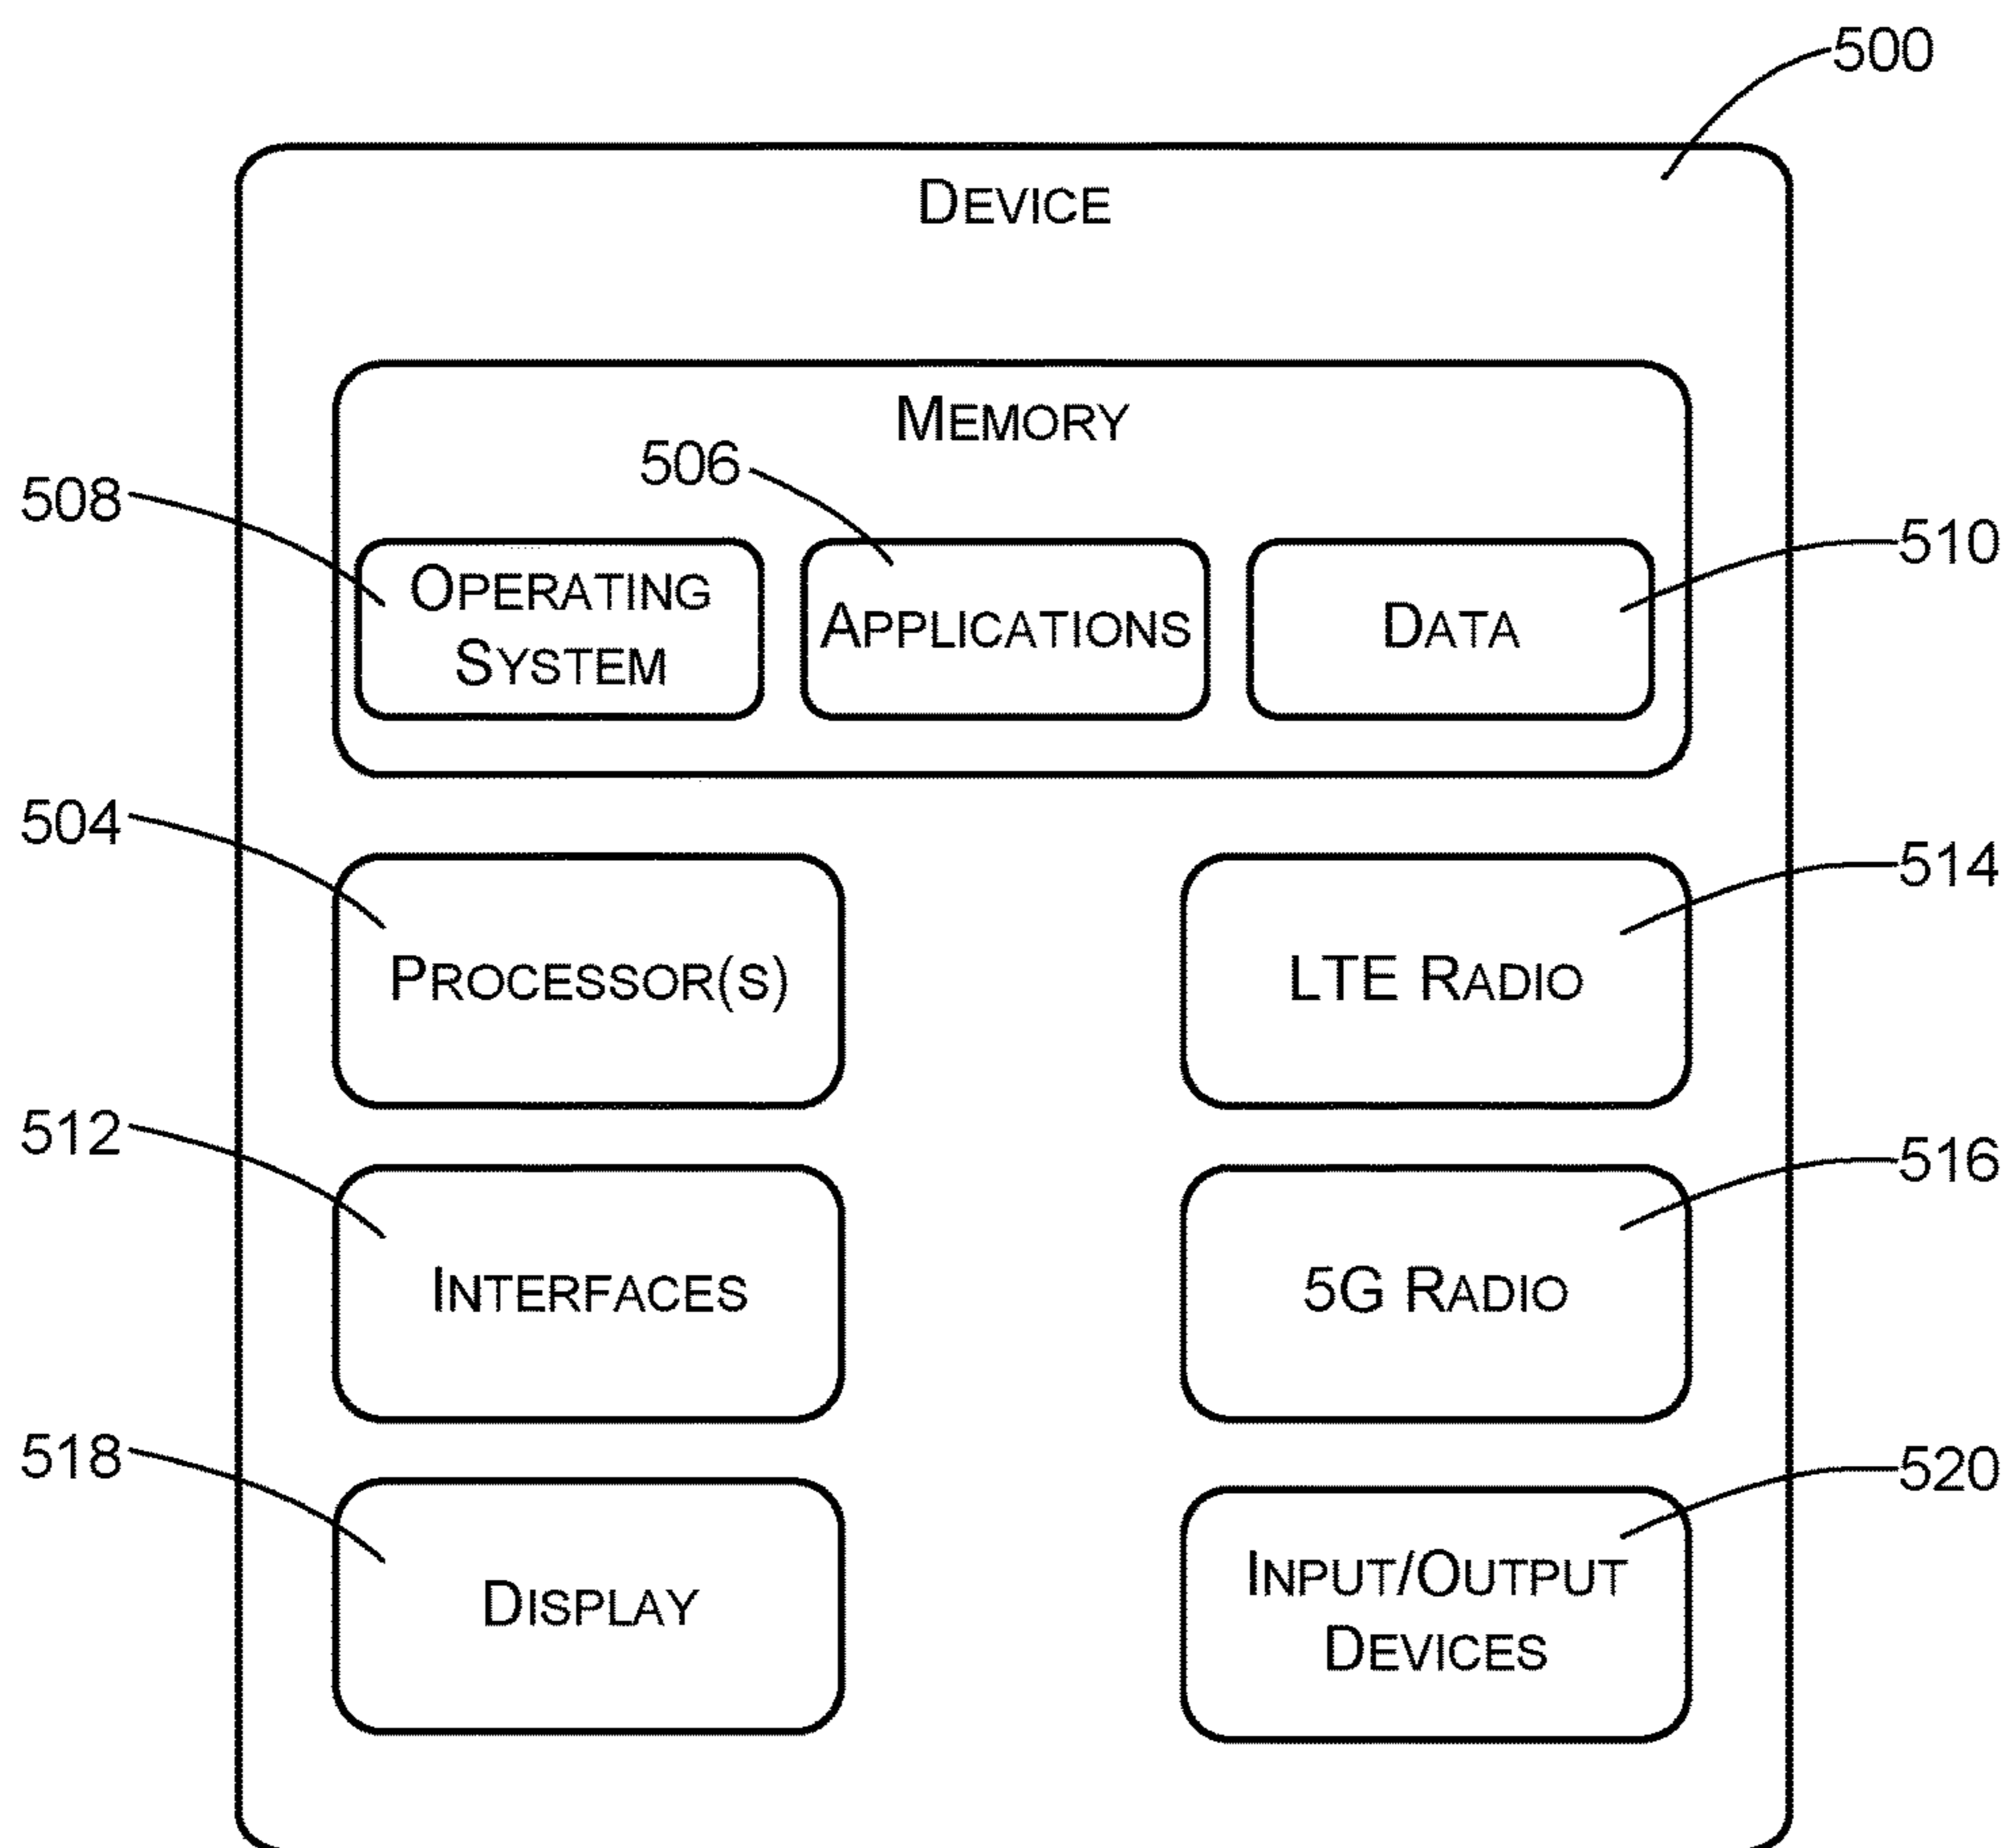 500
DEVICE
MEMORY
506
508
510
OPERATING
SYSTEM
APPLICATIONS
DATA
504
514
PROCESSOR(S)
LTE RADIO
512
516
INTERFACES
5G RADIO
518
520
DISPLAY
INPUT/OUTPUT
DEVICES